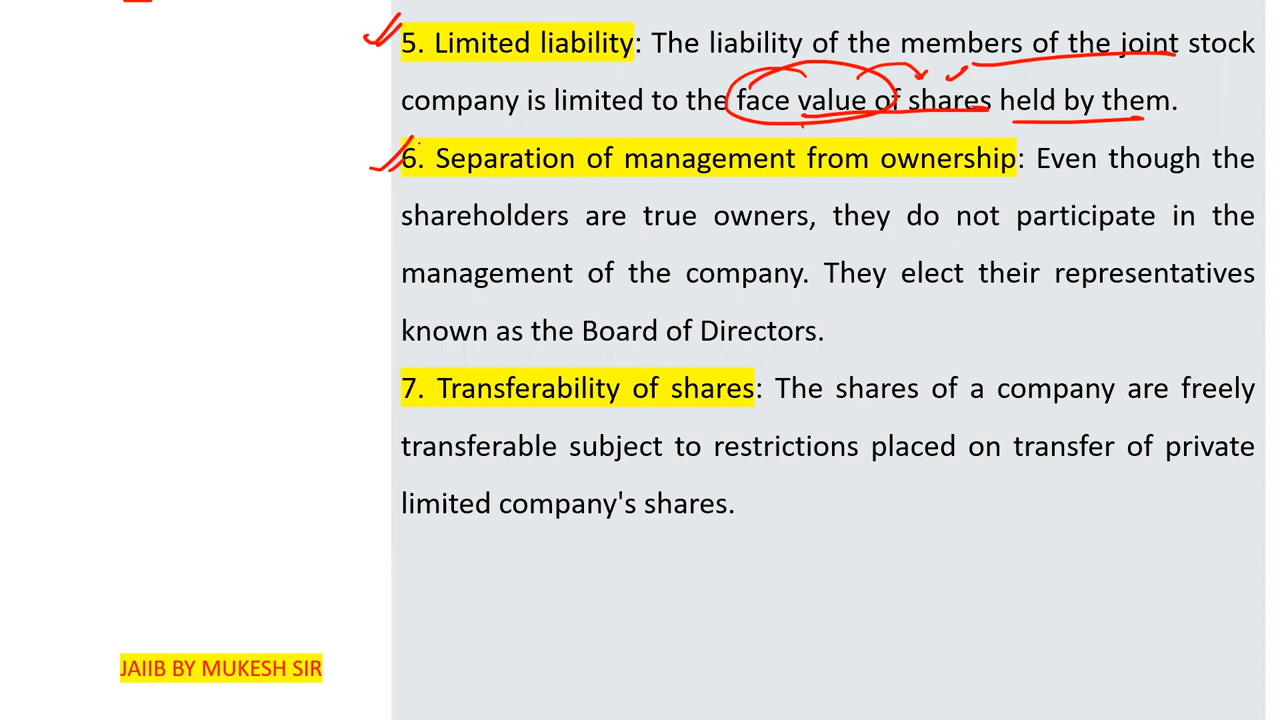 5. Limited liability: The liability of the members of the joint stock
company is limited to the face value of shares held by them.
6. Separation of management from ownership: Even though the
shareholders are true owners, they do not participate in the
management of the company. They elect their representatives
known as the Board of Directors.
7. Transferability of shares: The shares of a company are freely
transferable subject to restrictions placed on transfer of private
limited company's shares.
JAIIB BY MUKESH SIR